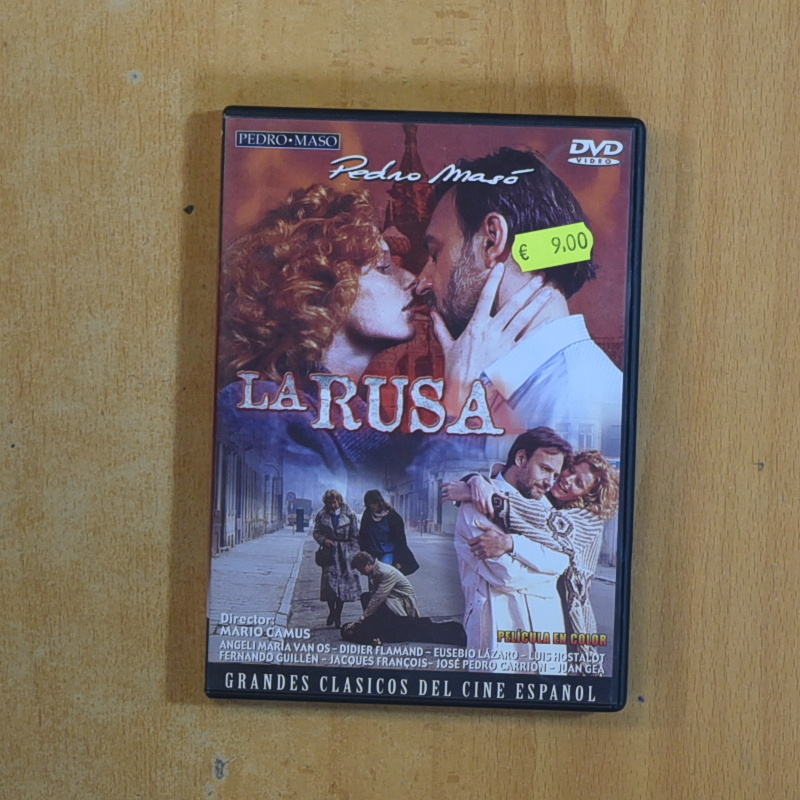 PEDRO•MASO
DVD
VIDEO
Pedro Masó
€ 9,00
LA RUSA
Director:
MARIO CAMUS
PELÍCULA EN COLOR
ANGELI MARÍA VAN OS - DIDIER FLAMAND - EUSEBIO LÁZARO - LUIS HOSTALOT
FERNANDO GUILLÉN - JACQUES FRANÇOIS - JOSÉ PEDRO CARRIÓN - JUAN GEA
GRANDES CLASICOS DEL CINE ESPAÑOL